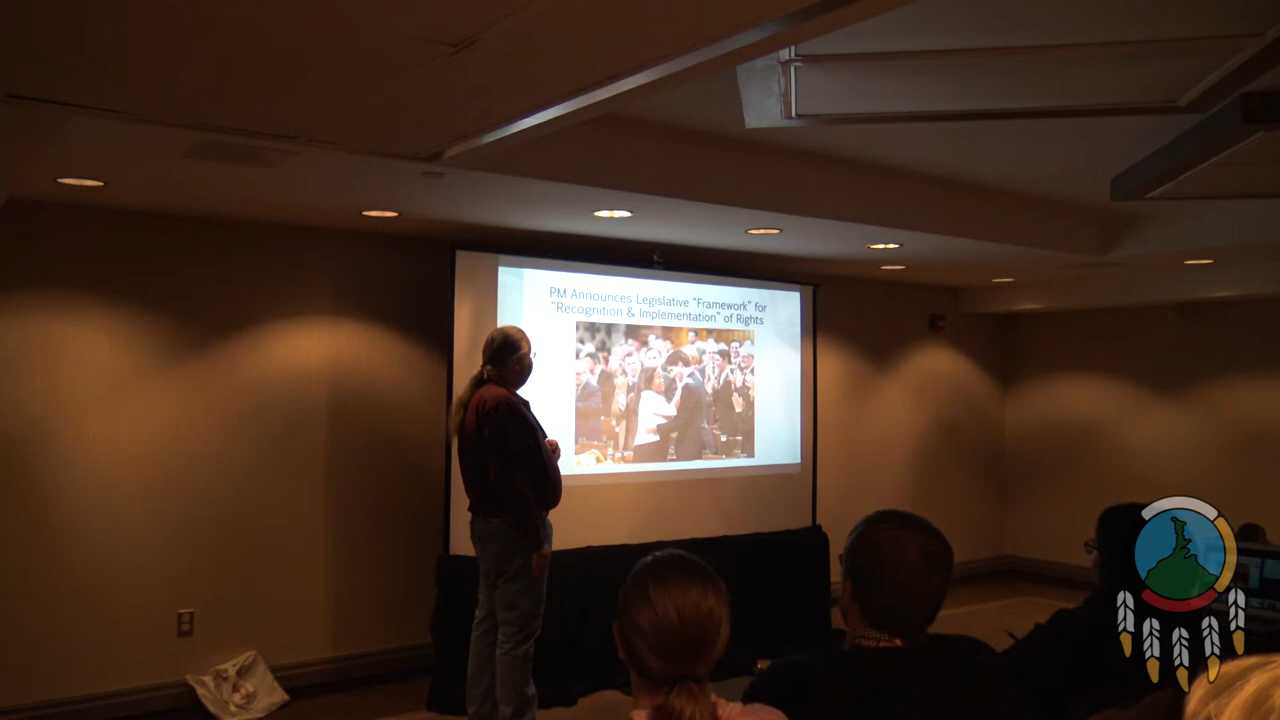 PM Announces Legislative "Framework" for
"Recognition & Implementation" of Rights